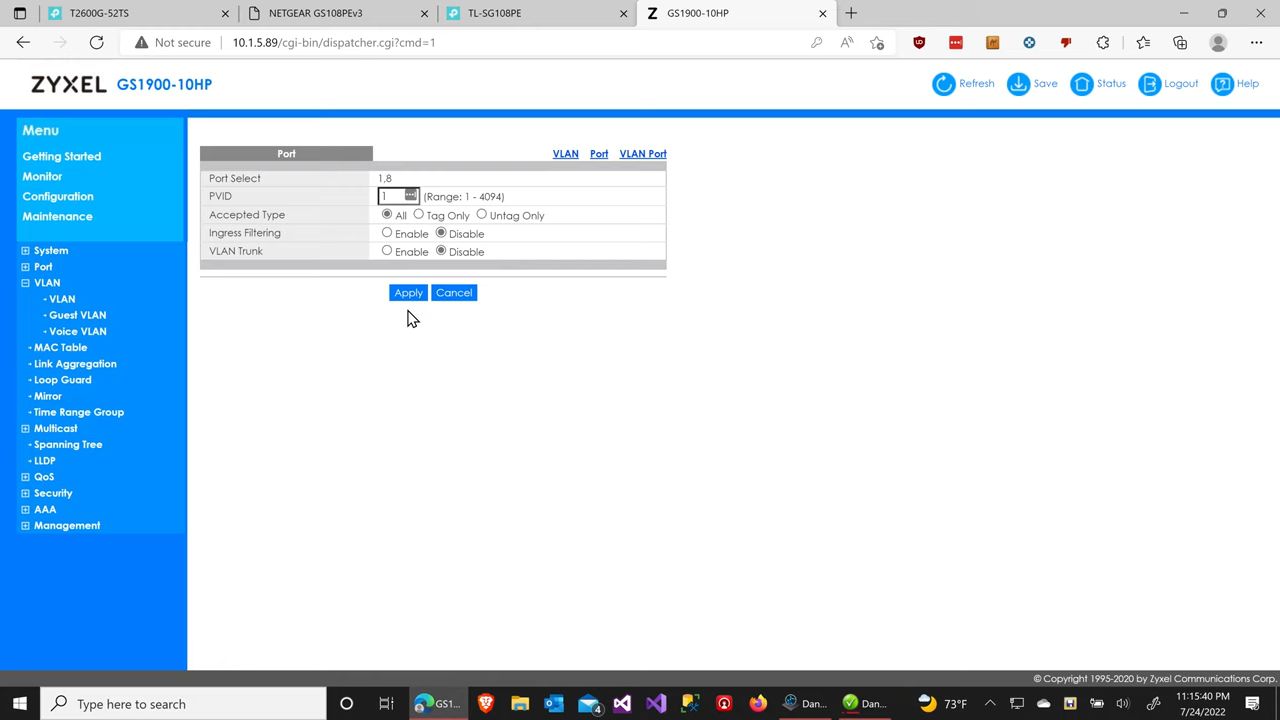 T2600G-52TS
NETGEAR GS108PEv3
TL-SG108PE
Z GS1900-10HP
Not secure 10.1.5.89/cgi-bin/dispatcher.cgi?cmd=1
ZYXEL GS1900-10HP
Refresh Save Status Logout Help
Menu
Getting Started
Monitor
Configuration
Maintenance
System
Port
VLAN
VLAN
Guest VLAN
Voice VLAN
MAC Table
Link Aggregation
Loop Guard
Mirror
Time Range Group
Multicast
Spanning Tree
LLDP
QoS
Security
AAA
Management
Port VLAN Port VLAN Port
Port Select 1,8
PVID 1 (Range: 1 - 4094)
Accepted Type All Tag Only Untag Only
Ingress Filtering Enable Disable
VLAN Trunk Enable Disable
Apply Cancel
© Copyright 1995-2020 by Zyxel Communications Corp.
Type here to search
GS1...
4
Dan...
Dan...
73°F
11:15:40 PM
7/24/2022